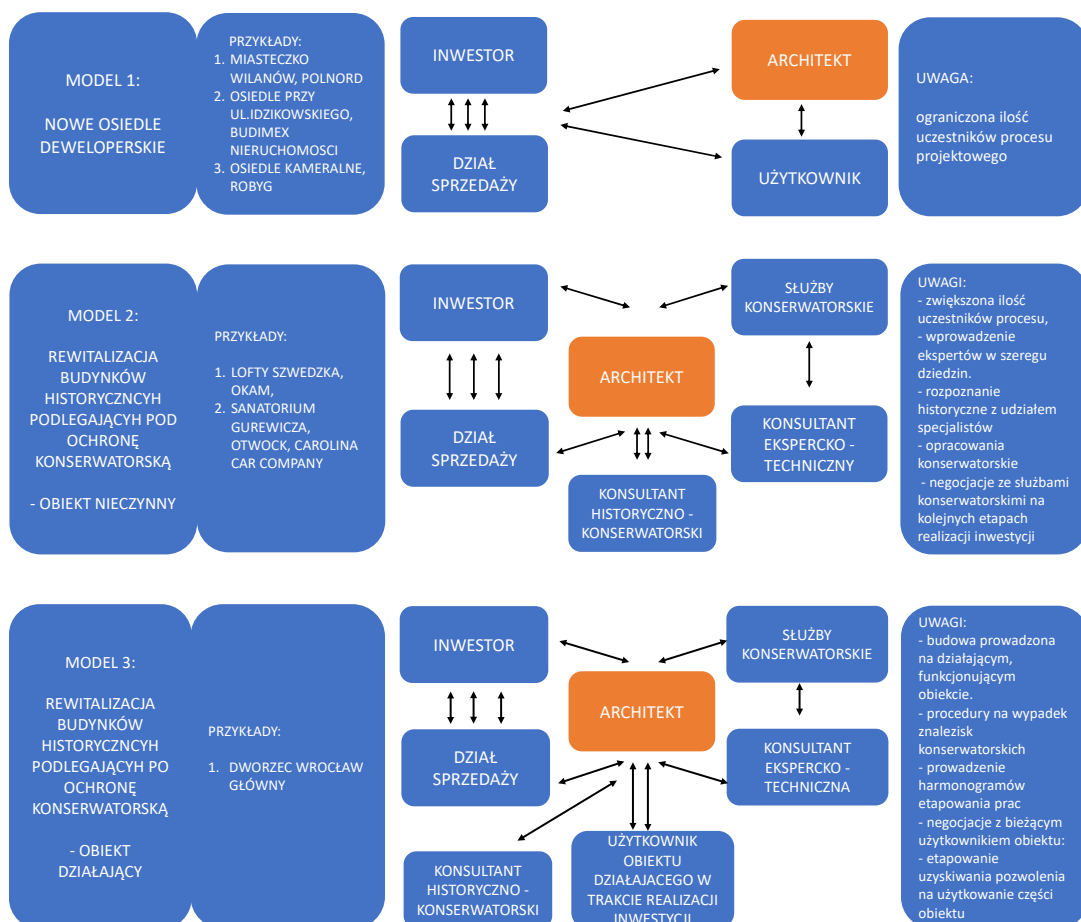 MODEL 1:
NOWE OSIEDLE
DEWELOPERSKIE
PRZYKŁADY:
1. MIASTECZKO
WILANÓW, POLNORD
2. OSIEDLE PRZY
UL.IDZIKOWSKIEGO,
BUDIMEX
NIERUCHOMOSCI
3. OSIEDLE KAMERALNE,
ROBYG
INWESTOR
DZIAŁ
SPRZEDAŻY
ARCHITEKT
UŻYTKOWNIK
UWAGA:
ograniczona ilość
uczestników procesu
projektowego
MODEL 2:
REWITALIZACJA
BUDYNKÓW
HISTORYCZNCYH
PODLEGAJĄCYH POD
OCHRONĘ
KONSERWATORSKĄ
- OBIEKT NIECZYNNY
PRZYKŁADY:
1. LOFTY SZWEDZKA,
OKAM,
2. SANATORIUM
GUREWICZA,
OTWOCK, CAROLINA
CAR COMPANY
INWESTOR
DZIAŁ
SPRZEDAŻY
ARCHITEKT
KONSULTANT
HISTORYCZNO -
KONSERWATORSKI
SŁUŻBY
KONSERWATORSKIE
KONSULTANT
EKSPERCKO -
TECHNICZNY
UWAGI:
- zwiększona ilość
uczestników procesu,
- wprowadzenie
ekspertów w szeregu
dziedzin.
- rozpoznanie
historyczne z udziałem
specjalistów
- opracowania
konserwatorskie
- negocjacje ze służbami
konserwatorskimi na
kolejnych etapach
realizacji inwestycji
MODEL 3:
REWITALIZACJA
BUDYNKÓW
HISTORYCZNCYH
PODLEGAJĄCYH PO
OCHRONĘ
KONSERWATORSKĄ
- OBIEKT
DZIAŁAJĄCY
PRZYKŁADY:
1. DWORZEC WROCŁAW
GŁÓWNY
INWESTOR
DZIAŁ
SPRZEDAŻY
KONSULTANT
HISTORYCZNO -
KONSERWATORSKI
ARCHITEKT
UŻYTKOWNIK
OBIEKTU
DZIAŁAJACEGO W
TRAKCIE REALIZACJI
INWESTYCJI
SŁUŻBY
KONSERWATORSKIE
KONSULTANT
EKSPERCKO -
TECHNICZNA
UWAGI:
- budowa prowadzona
na działającym,
funkcjonującym
obiekcie.
- procedury na wypadek
znalezisk
konserwatorskich
- prowadzenie
harmonogramów
etapowania prac
- negocjacje z bieżącym
użytkownikiem obiektu:
- etapowanie
uzyskiwania pozwolenia
na użytkowanie części
obiektu